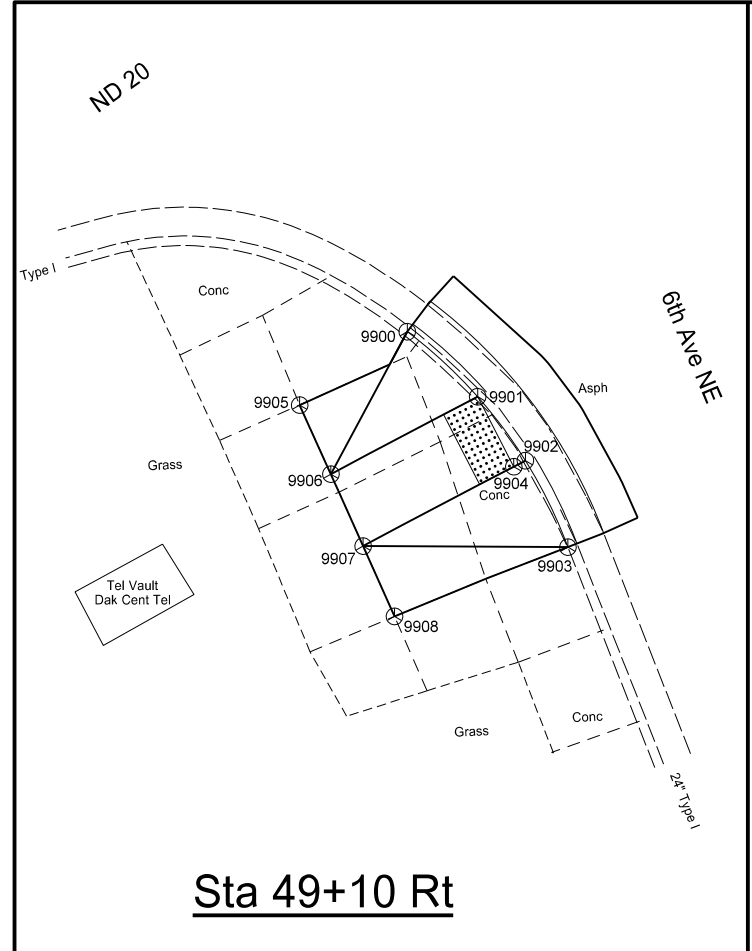 ND 20
6th Ave NE
Type I
Conc
9900
Asph
9901
9905
9902
Grass
9906
9904
Conc
9907
9903
Tel Vault
Dak Cent Tel
9908
Conc
Grass
24" Type I
Sta 49+10 Rt